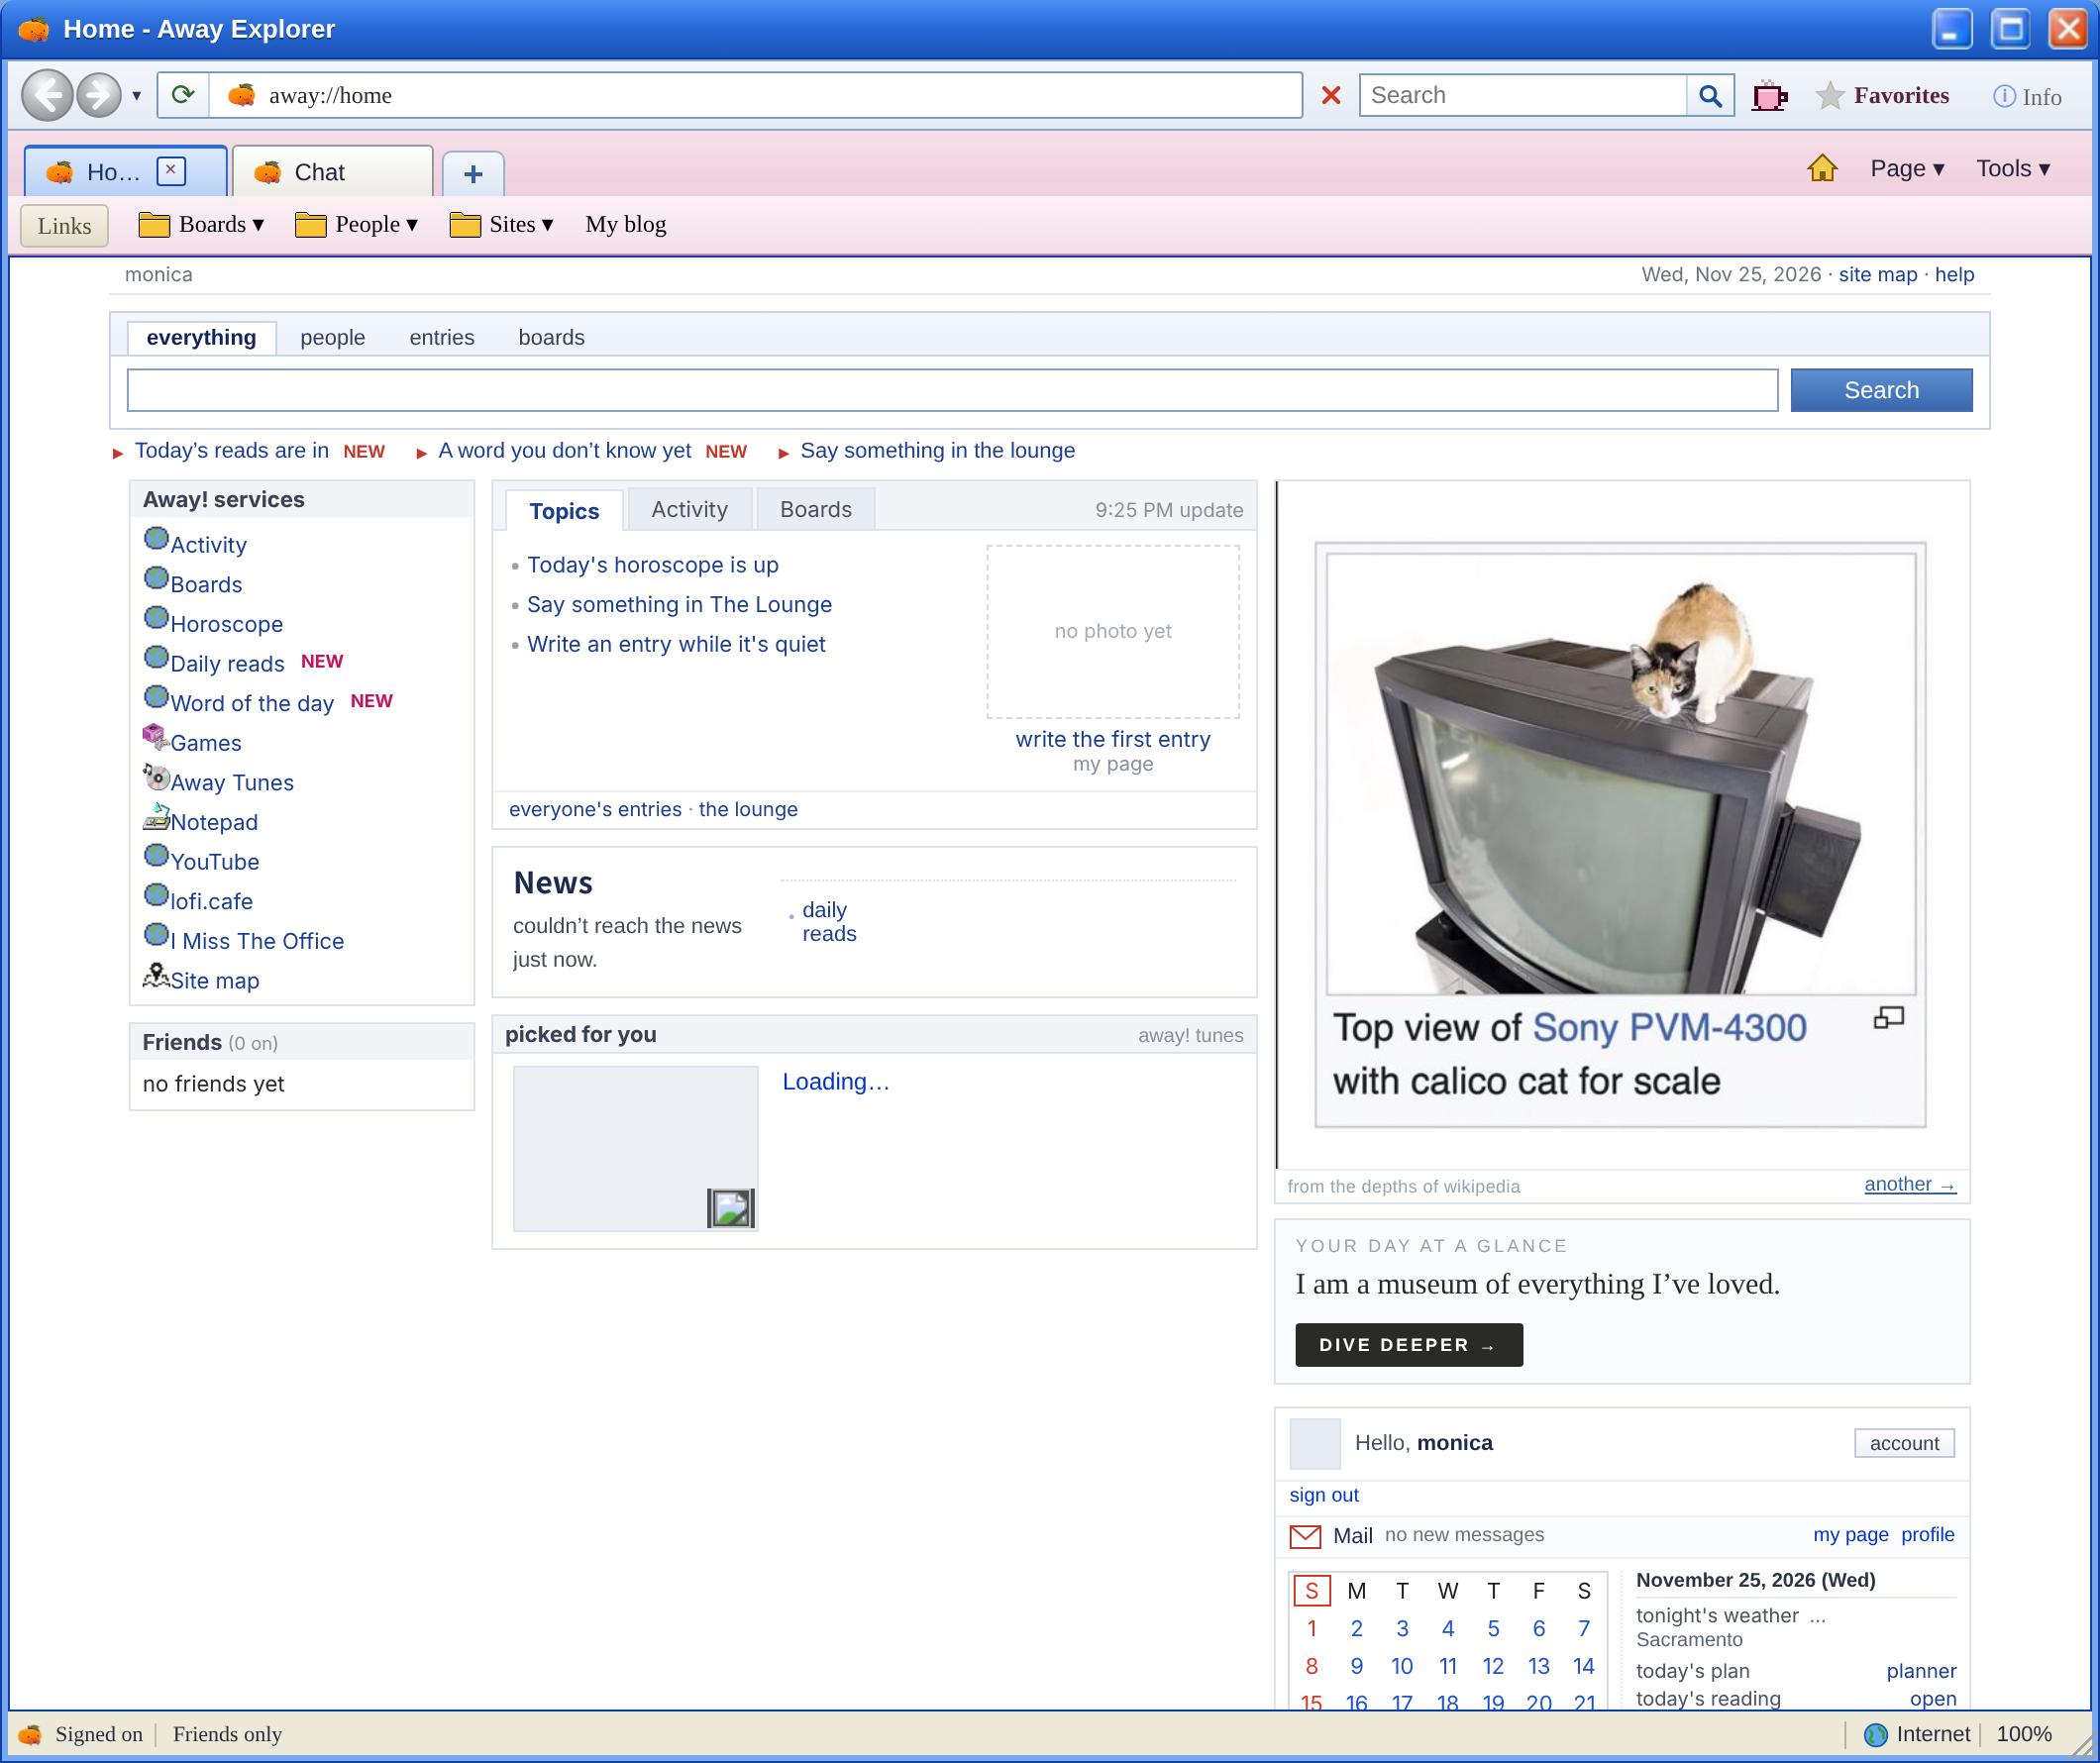 Home - Away Explorer
away://home
Search
Favorites
Info
Ho...
Chat
Page ▾
Tools ▾
Links
Boards ▾
People ▾
Sites ▾
My blog
monica
Wed, Nov 25, 2026 · site map · help
everything people entries boards
Search
Today’s reads are in NEW
A word you don’t know yet NEW
Say something in the lounge
Away! services
Activity
Boards
Horoscope
Daily reads NEW
Word of the day NEW
Games
Away Tunes
Notepad
YouTube
lofi.cafe
I Miss The Office
Site map
Friends (0 on)
no friends yet
Topics Activity Boards 9:25 PM update
• Today's horoscope is up
• Say something in The Lounge
• Write an entry while it's quiet
no photo yet
write the first entry
my page
everyone's entries · the lounge
News
couldn’t reach the news
just now.
daily
reads
picked for you
away! tunes
Loading...
Top view of Sony PVM-4300
with calico cat for scale
from the depths of wikipedia
another →
YOUR DAY AT A GLANCE
I am a museum of everything I’ve loved.
DIVE DEEPER →
Hello, monica
account
sign out
Mail no new messages
my page profile
S M T W T F S
1 2 3 4 5 6 7
8 9 10 11 12 13 14
15 16 17 18 19 20 21
November 25, 2026 (Wed)
tonight's weather ...
Sacramento
today's plan planner
today's reading open
Signed on
Friends only
Internet
100%